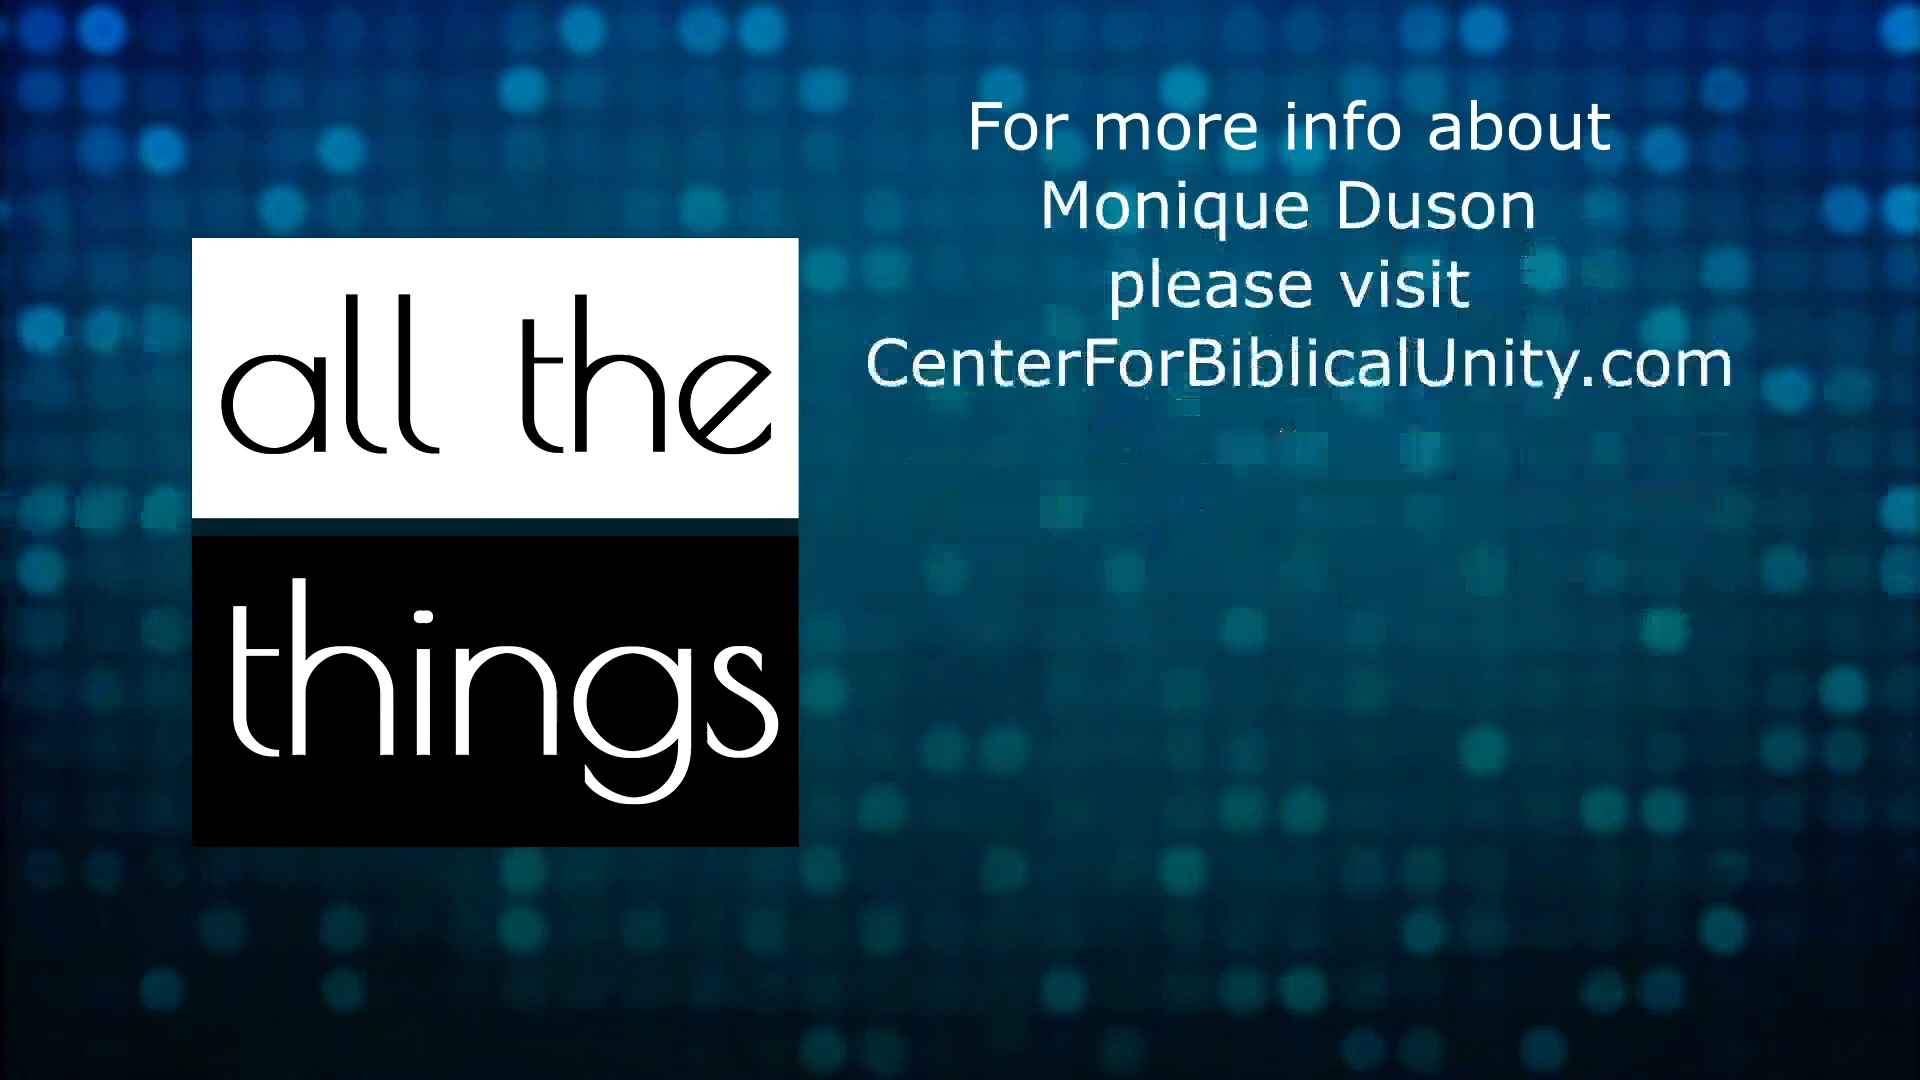 all the
things
For more info about
Monique Duson
please visit
CenterForBiblicalUnity.com